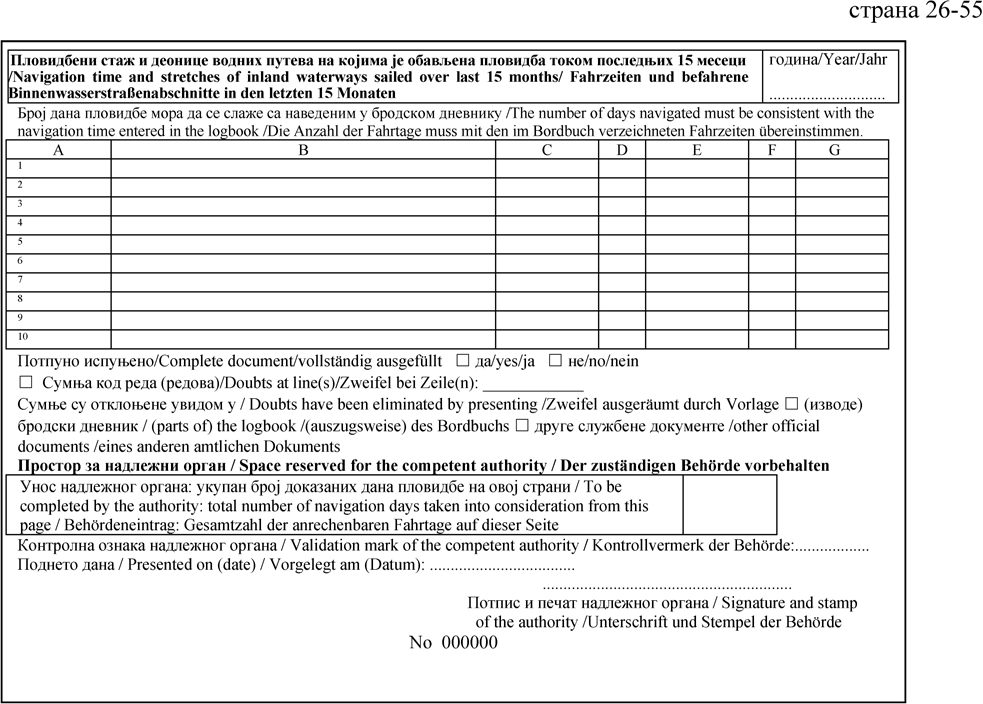 страна 26-55
Пловидбени стаж и деонице водних путева на којима је обављена пловидба током последњих 15 месеци
/Navigation time and stretches of inland waterways sailed over last 15 months/ Fahrzeiten und befahrene
Binnenwasserstraßenabschnitte in den letzten 15 Monaten
година/Year/Jahr
............................
Број дана пловидбе мора да се слаже са наведеним у бродском дневнику /The number of days navigated must be consistent with the
navigation time entered in the logbook /Die Anzahl der Fahrtage muss mit den im Bordbuch verzeichneten Fahrzeiten übereinstimmen.
A B C D E F G
1
2
3
4
5
6
7
8
9
10
Потпуно испуњено/Complete document/vollständig ausgefüllt ☐ да/yes/ja ☐ не/no/nein
☐ Сумња код реда (редова)/Doubts at line(s)/Zweifel bei Zeile(n): ____________
Сумње су отклоњене увидом у / Doubts have been eliminated by presenting /Zweifel ausgeräumt durch Vorlage ☐ (изводе)
бродски дневник / (parts of) the logbook /(auszugsweise) des Bordbuchs ☐ друге службене документе /other official
documents /eines anderen amtlichen Dokuments
Простор за надлежни орган / Space reserved for the competent authority / Der zuständigen Behörde vorbehalten
Унос надлежног органа: укупан број доказаних дана пловидбе на овој страни / To be
completed by the authority: total number of navigation days taken into consideration from this
page / Behördeneintrag: Gesamtzahl der anrechenbaren Fahrtage auf dieser Seite
Контролна ознака надлежног органа / Validation mark of the competent authority / Kontrollvermerk der Behörde:..................
Поднето дана / Presented on (date) / Vorgelegt am (Datum): ...................................
............................................................
Потпис и печат надлежног органа / Signature and stamp
of the authority /Unterschrift und Stempel der Behörde
No 000000